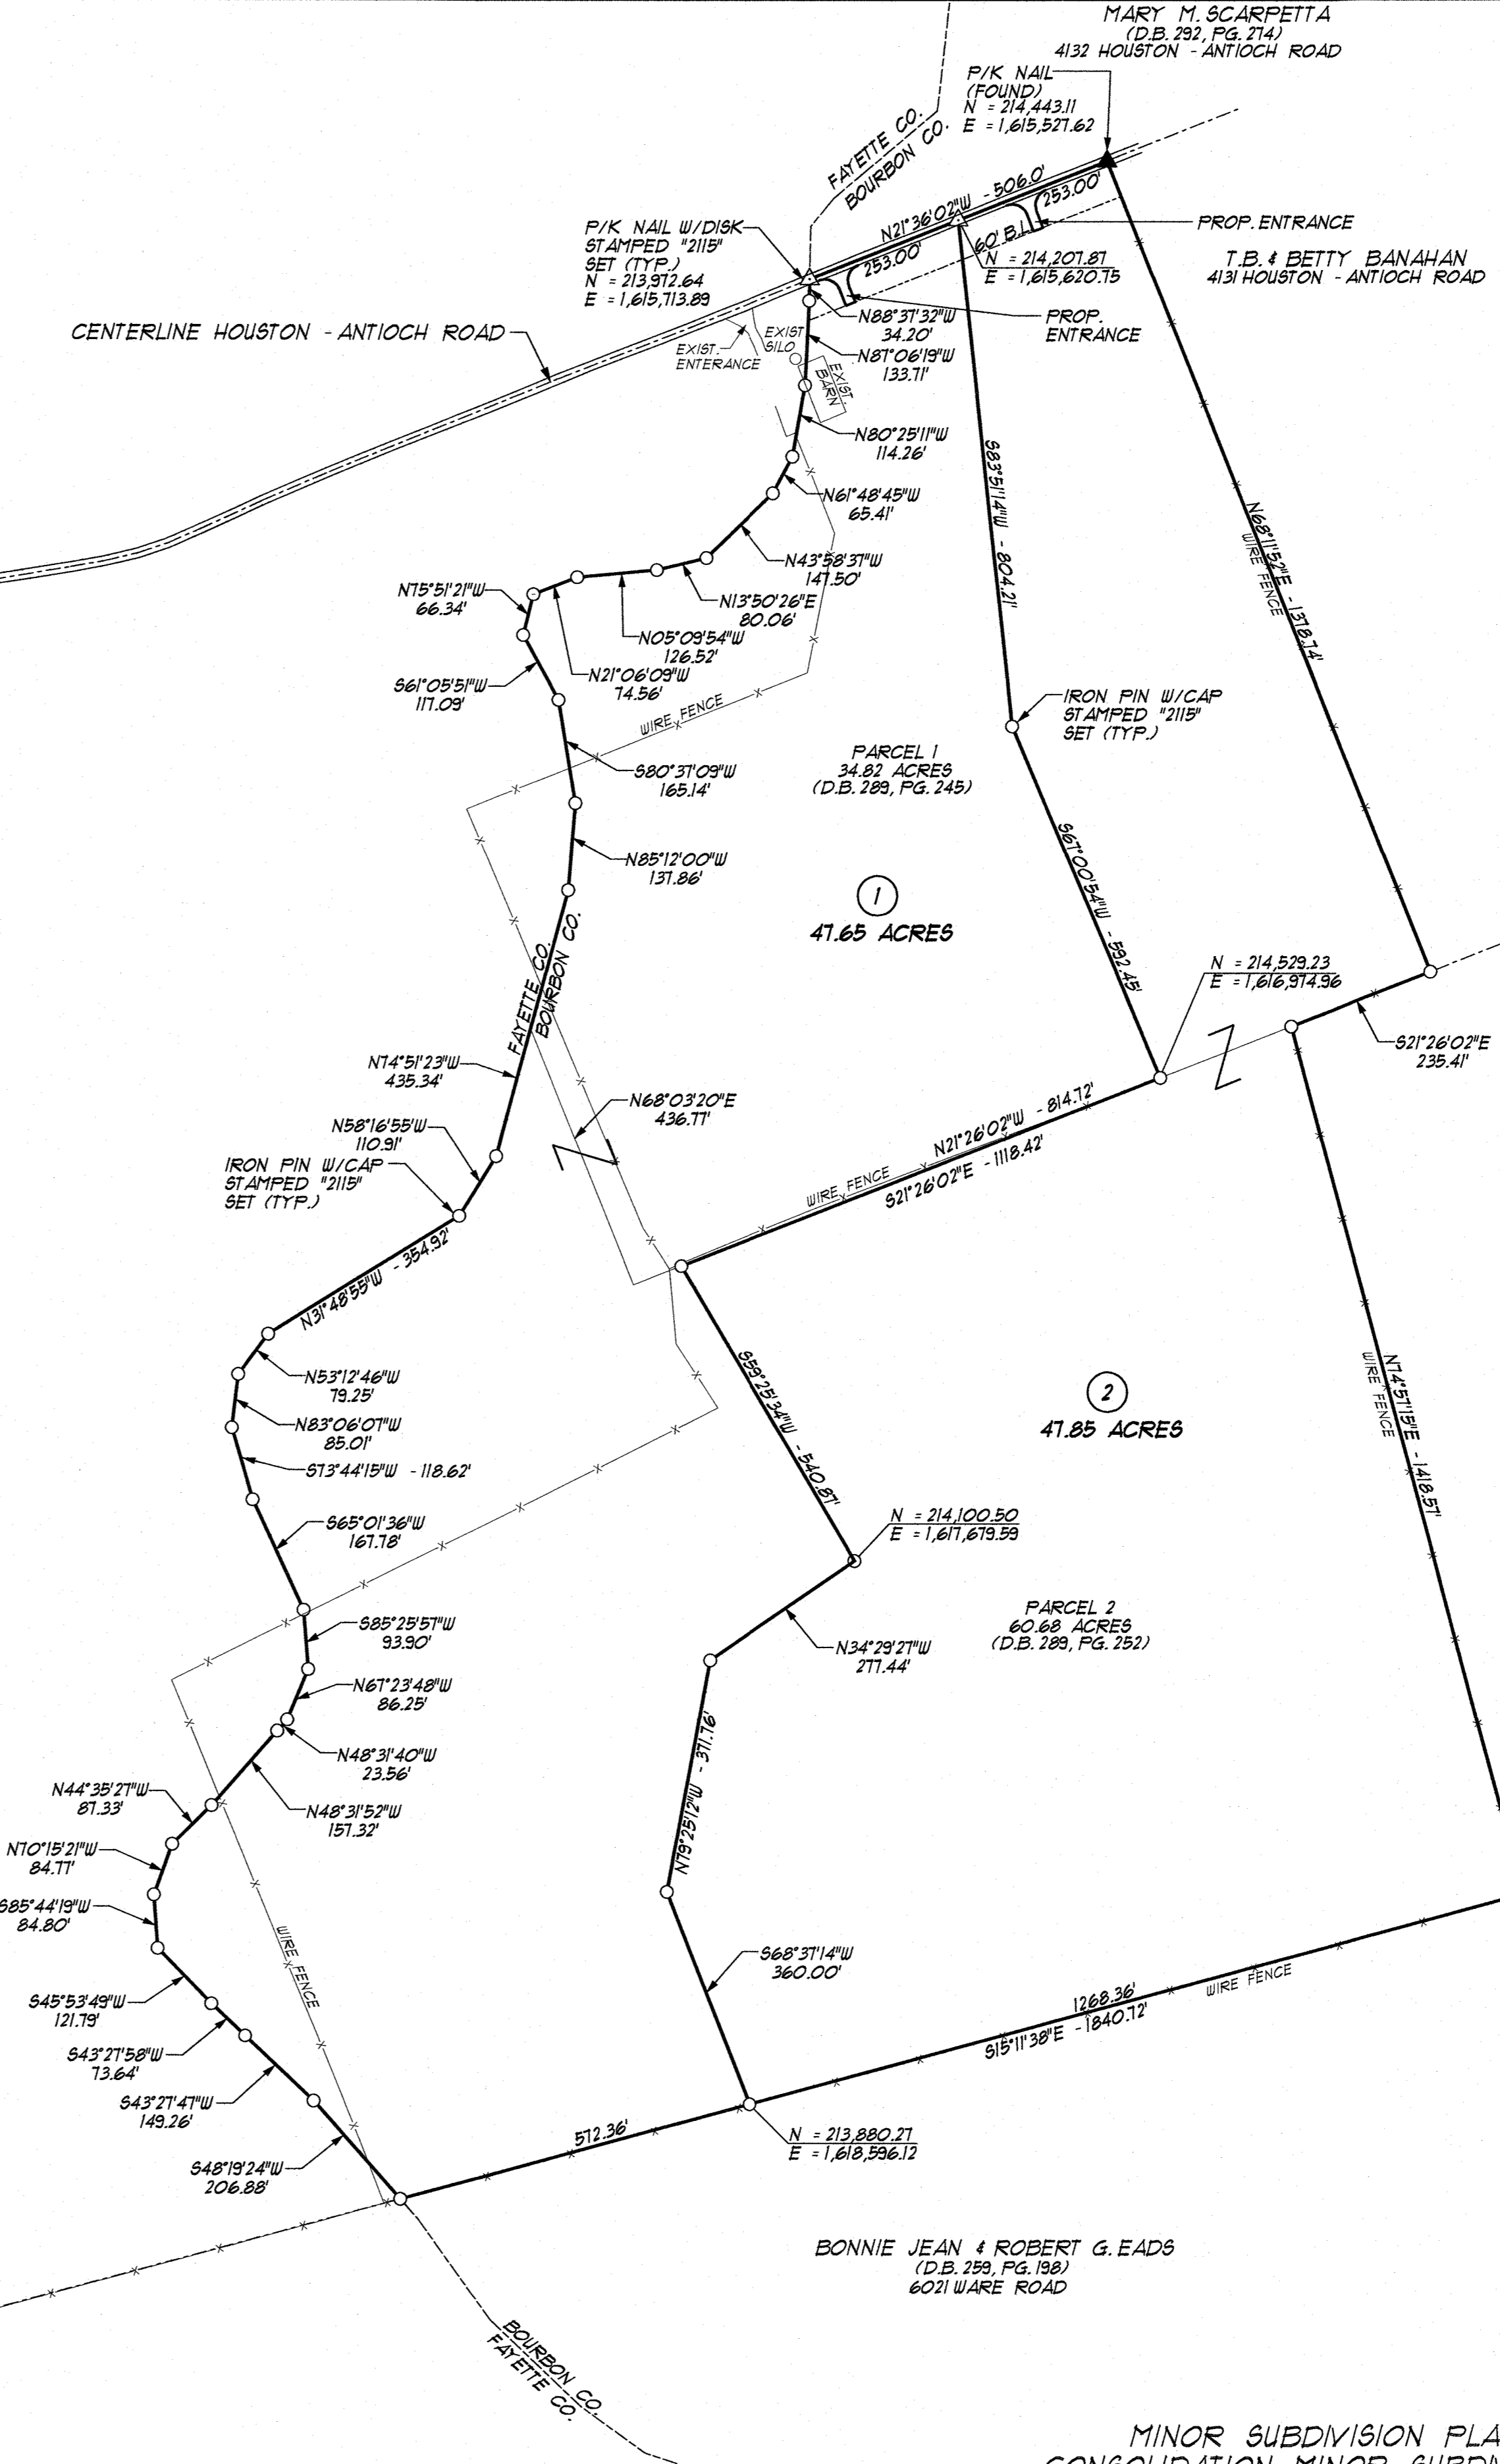 MARY M. SCARPETTA
(D.B. 292, PG. 274)
4132 HOUSTON - ANTIOCH ROAD
P/K NAIL
(FOUND)
N = 214,443.11
E = 1,615,527.62
FAYETTE CO.
BOURBON CO.
N21°36'02"W - 506.0'
253.00'
253.00'
60' B.L.
PROP. ENTRANCE
P/K NAIL W/DISK
STAMPED "2115"
SET (TYP.)
N = 213,972.64
E = 1,615,713.89
N = 214,207.87
E = 1,615,620.75
T.B. & BETTY BANAHAN
4131 HOUSTON - ANTIOCH ROAD
CENTERLINE HOUSTON - ANTIOCH ROAD
EXIST.
ENTERANCE
EXIST
SILO
EXIST.
BARN
PROP.
ENTRANCE
N88°37'32"W
34.20'
N87°06'19"W
133.71'
N80°25'11"W
114.26'
N61°48'45"W
65.41'
N43°58'37"W
147.50'
N13°50'26"E
80.06'
N05°09'54"W
126.52'
N21°06'09"W
74.56'
N75°51'21"W
66.34'
S61°05'51"W
117.09'
WIRE FENCE
S83°51'14"W - 804.21'
N68°11'52"E - 1378.74'
WIRE FENCE
IRON PIN W/CAP
STAMPED "2115"
SET (TYP.)
S80°37'09"W
165.14'
PARCEL 1
34.82 ACRES
(D.B. 289, PG. 245)
N85°12'00"W
137.86'
1
47.65 ACRES
S67°00'54"W - 592.45'
FAYETTE CO.
BOURBON CO.
N = 214,529.23
E = 1,616,974.96
S21°26'02"E
235.41'
N74°51'23"W
435.34'
N68°03'20"E
436.77'
N58°16'55"W
110.91'
IRON PIN W/CAP
STAMPED "2115"
SET (TYP.)
N21°26'02"W - 814.72'
WIRE FENCE
S21°26'02"E - 1118.42'
N31°48'55"W - 354.92'
N53°12'46"W
79.25'
N83°06'07"W
85.01'
S73°44'15"W - 118.62'
S59°25'34"W - 540.87'
2
47.85 ACRES
N74°57'15"E - 1418.57'
WIRE FENCE
S65°01'36"W
167.78'
N = 214,100.50
E = 1,617,679.59
S85°25'57"W
93.90'
PARCEL 2
60.68 ACRES
(D.B. 289, PG. 252)
N34°29'27"W
277.44'
N67°23'48"W
86.25'
N48°31'40"W
23.56'
N79°25'12"W - 371.76'
N44°35'27"W
87.33'
N48°31'52"W
157.32'
N70°15'21"W
84.77'
S85°44'19"W
84.80'
WIRE FENCE
S68°37'14"W
360.00'
S45°53'49"W
121.79'
1268.36'
WIRE FENCE
S15°11'38"E - 1840.72'
S43°27'58"W
73.64'
S43°27'47"W
149.26'
572.36'
N = 213,880.27
E = 1,618,596.12
S48°19'24"W
206.88'
BONNIE JEAN & ROBERT G. EADS
(D.B. 259, PG. 198)
6021 WARE ROAD
BOURBON CO.
FAYETTE CO.
MINOR SUBDIVISION PLA